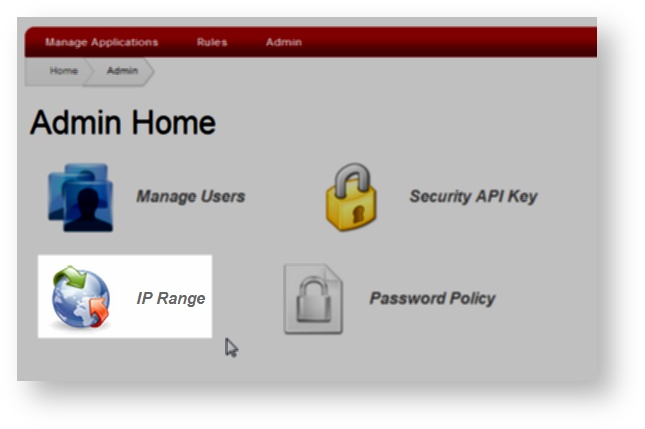 Manage Applications Rules Admin
Home Admin
Admin Home
Manage Users Security API Key
IP Range Password Policy